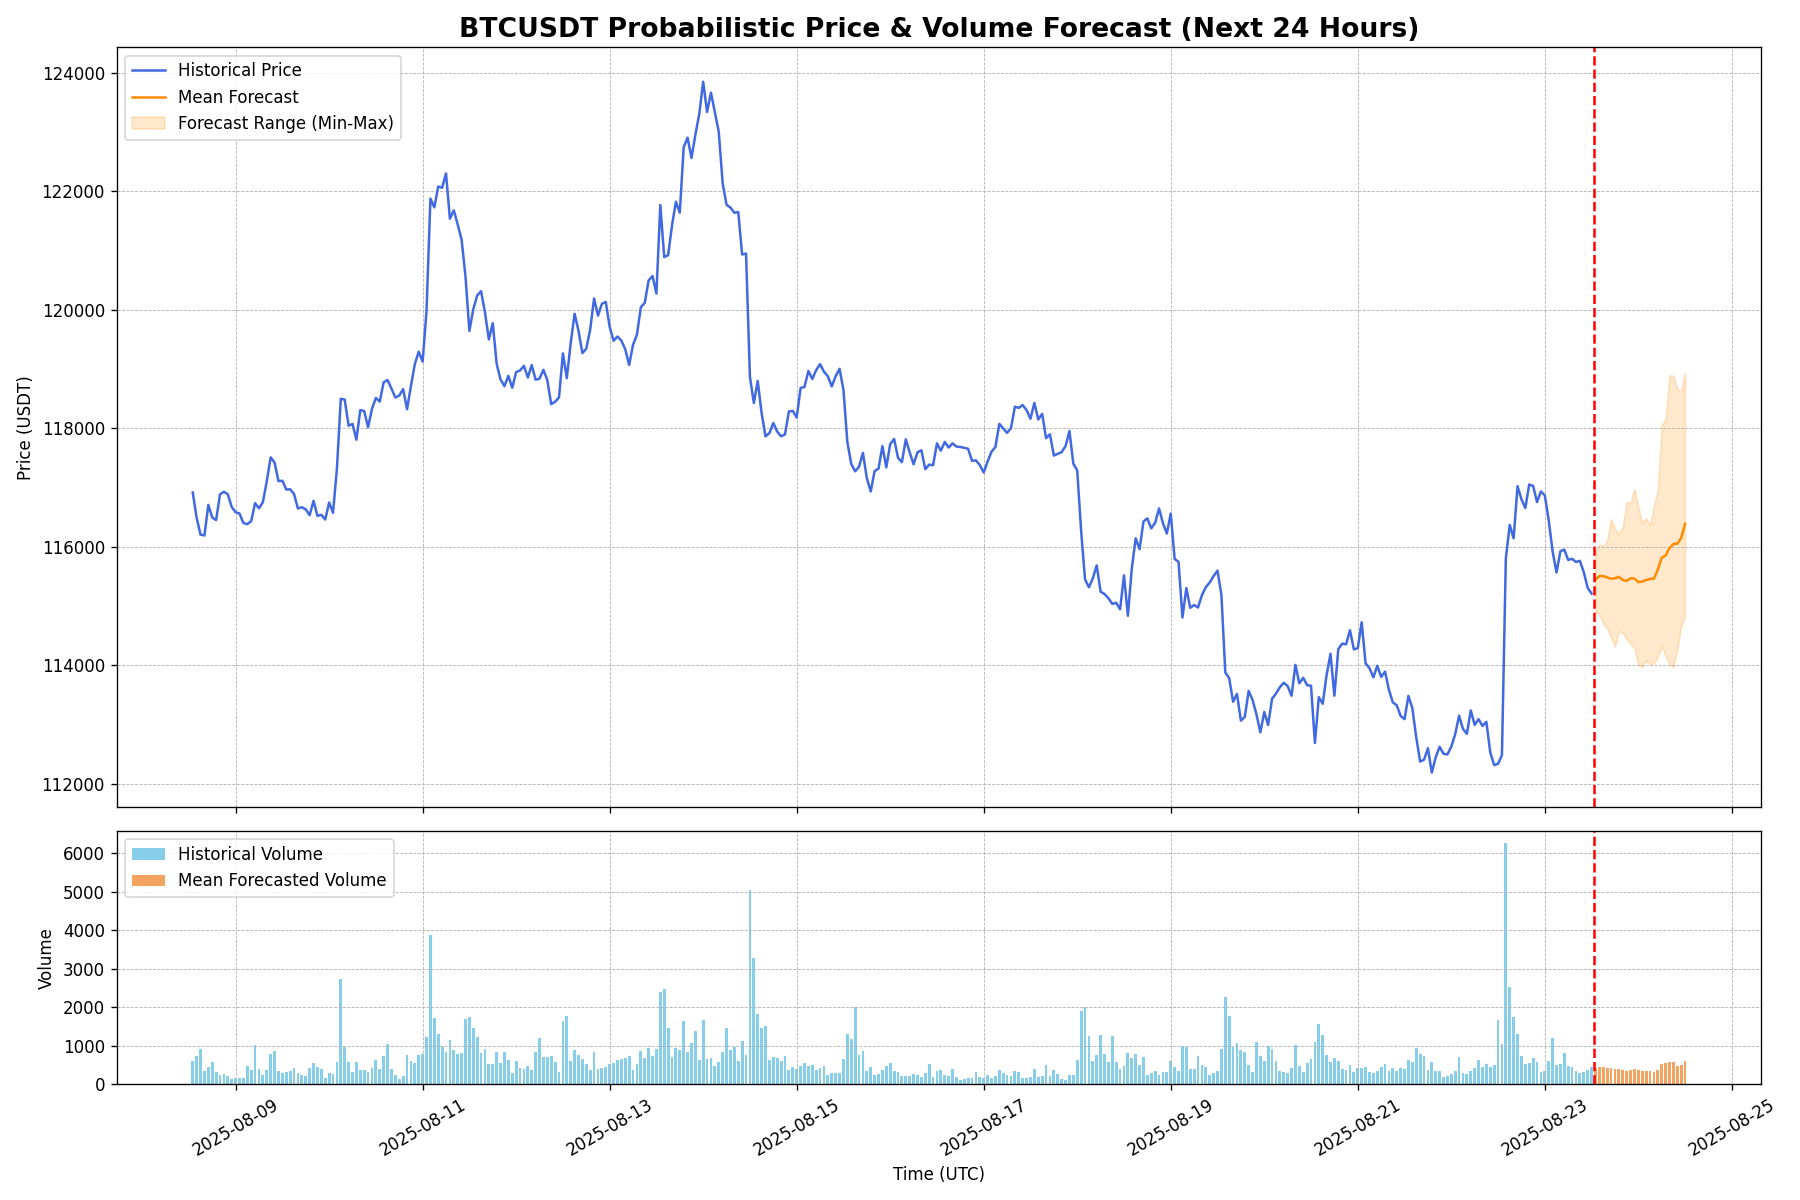 BTCUSDT Probabilistic Price & Volume Forecast (Next 24 Hours)
Historical Price
Mean Forecast
Forecast Range (Min-Max)
Price (USDT)
124000
122000
120000
118000
116000
114000
112000
Historical Volume
Mean Forecasted Volume
Volume
6000
5000
4000
3000
2000
1000
0
2025-08-09
2025-08-11
2025-08-13
2025-08-15
2025-08-17
2025-08-19
2025-08-21
2025-08-23
2025-08-25
Time (UTC)